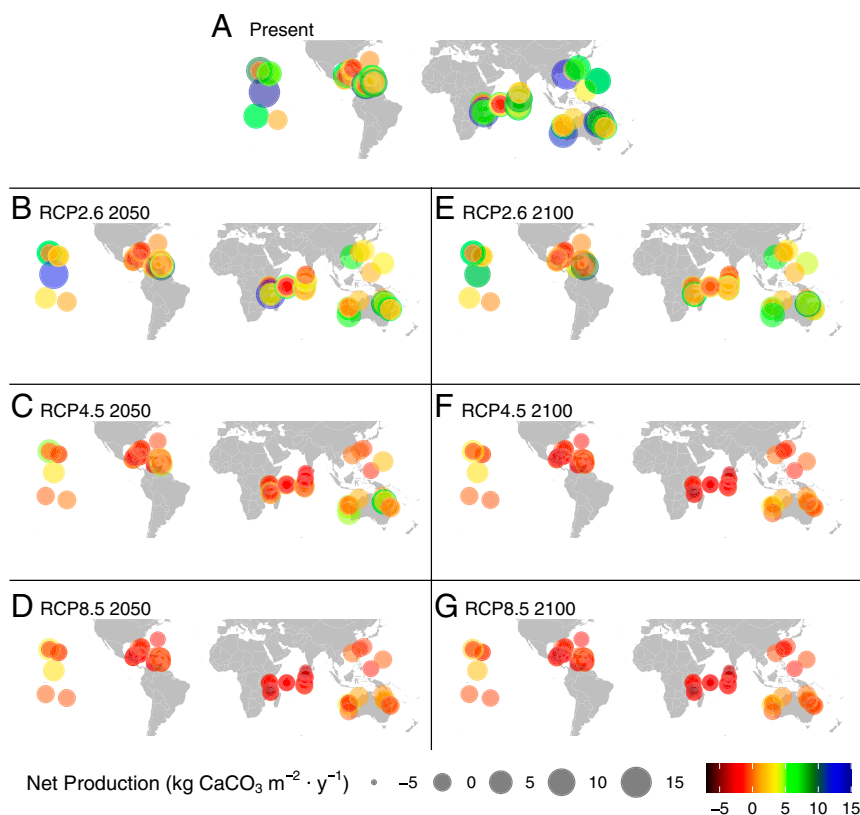 A Present
B RCP2.6 2050
E RCP2.6 2100
C RCP4.5 2050
F RCP4.5 2100
D RCP8.5 2050
G RCP8.5 2100
Net Production (kg CaCO₃ m⁻² · y⁻¹) −5 0 5 10 15
−5 0 5 10 15